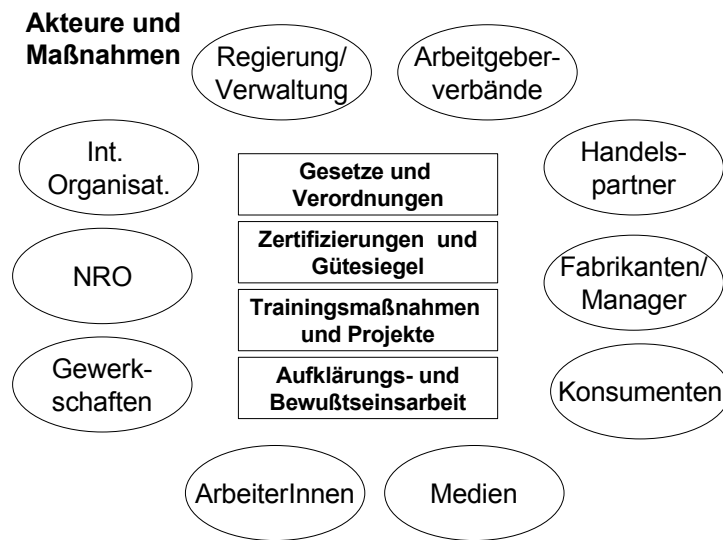 Akteure und
Maßnahmen
Regierung/
Verwaltung
Arbeitgeber-
verbände
Int.
Organisat.
Gesetze und
Verordnungen
Handels-
partner
Zertifizierungen und
Gütesiegel
NRO
Fabrikanten/
Manager
Trainingsmaßnahmen
und Projekte
Gewerk-
schaften
Aufklärungs- und
Bewußtseinsarbeit
Konsumenten
ArbeiterInnen
Medien